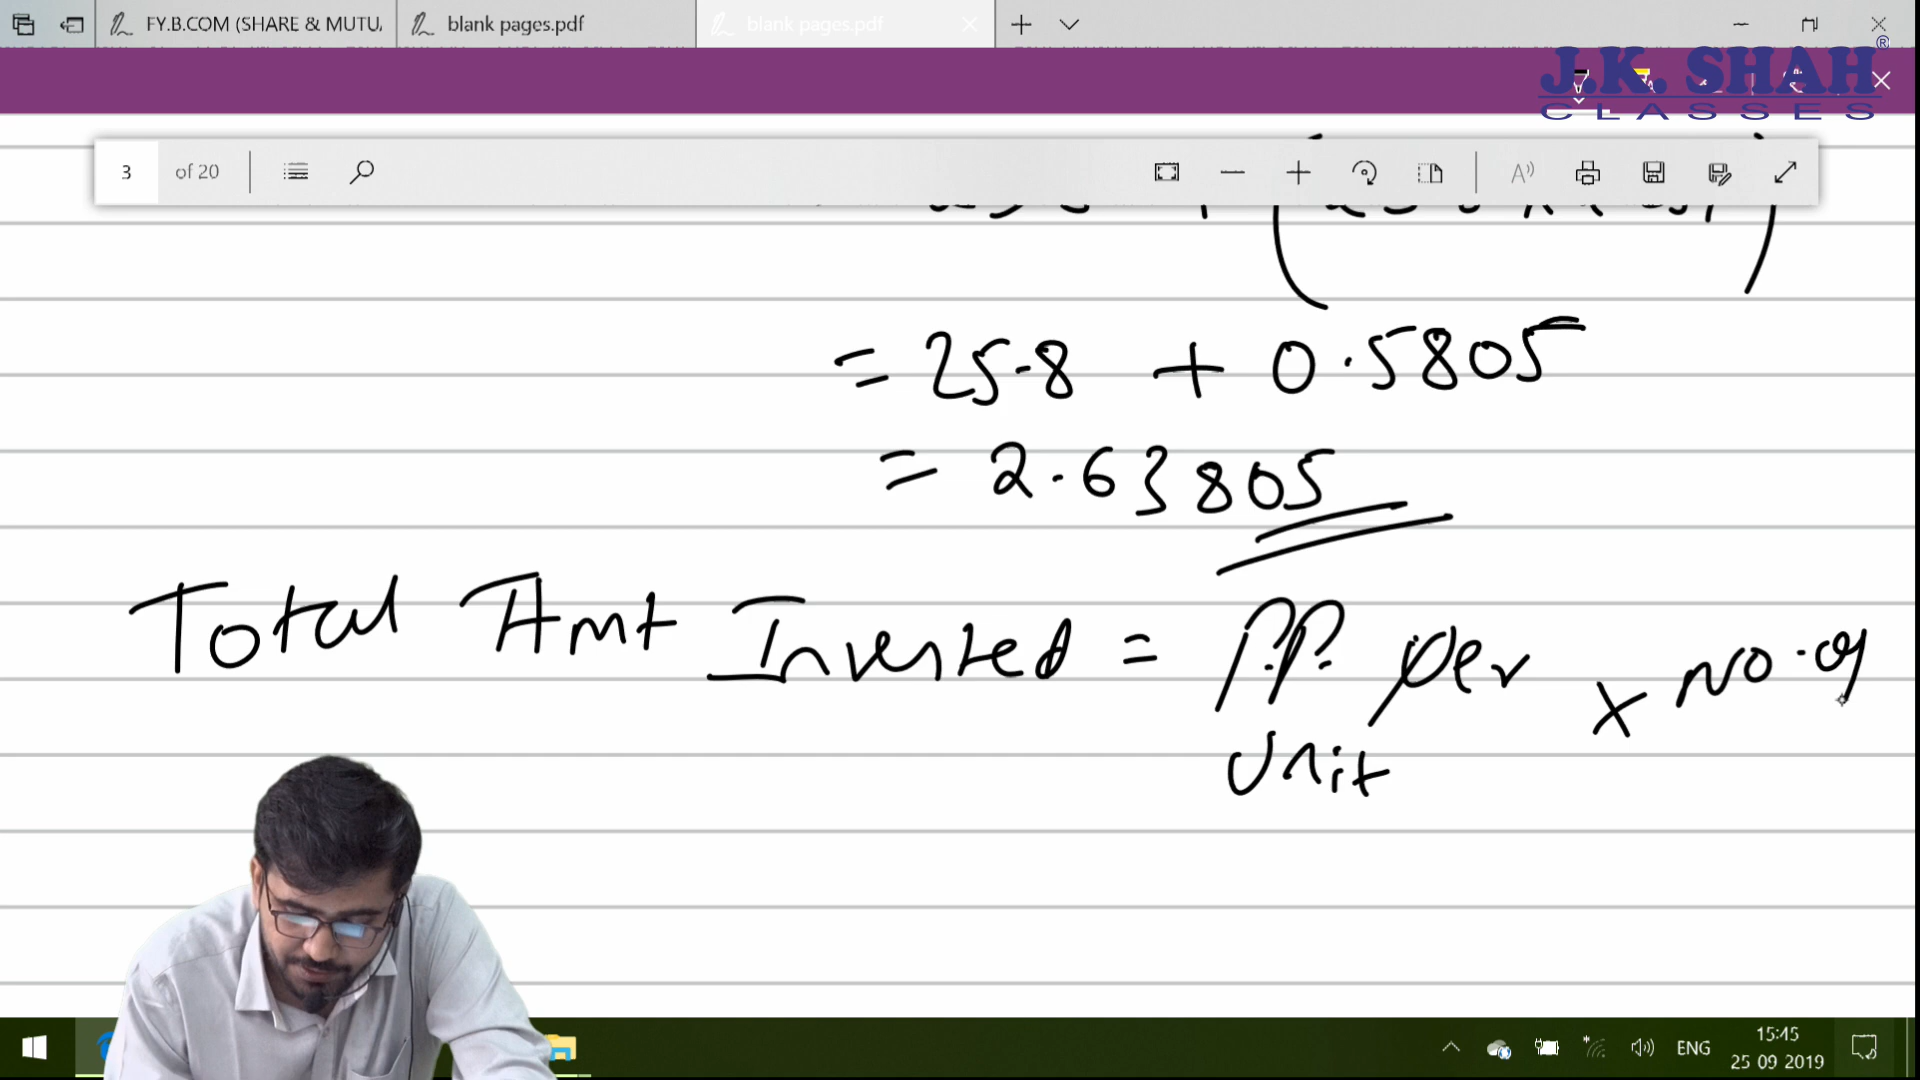 FY.B.COM (SHARE & MUTU
blank pages.pdf
blank pages.pdf
J.K. SHAH®
CLASSES
3 of 20
= 25.8 + 0.5805
= 2.63805
Total Amt Invested = P.P. per x No. of
Unit
ENG
15:45
25 09 2019